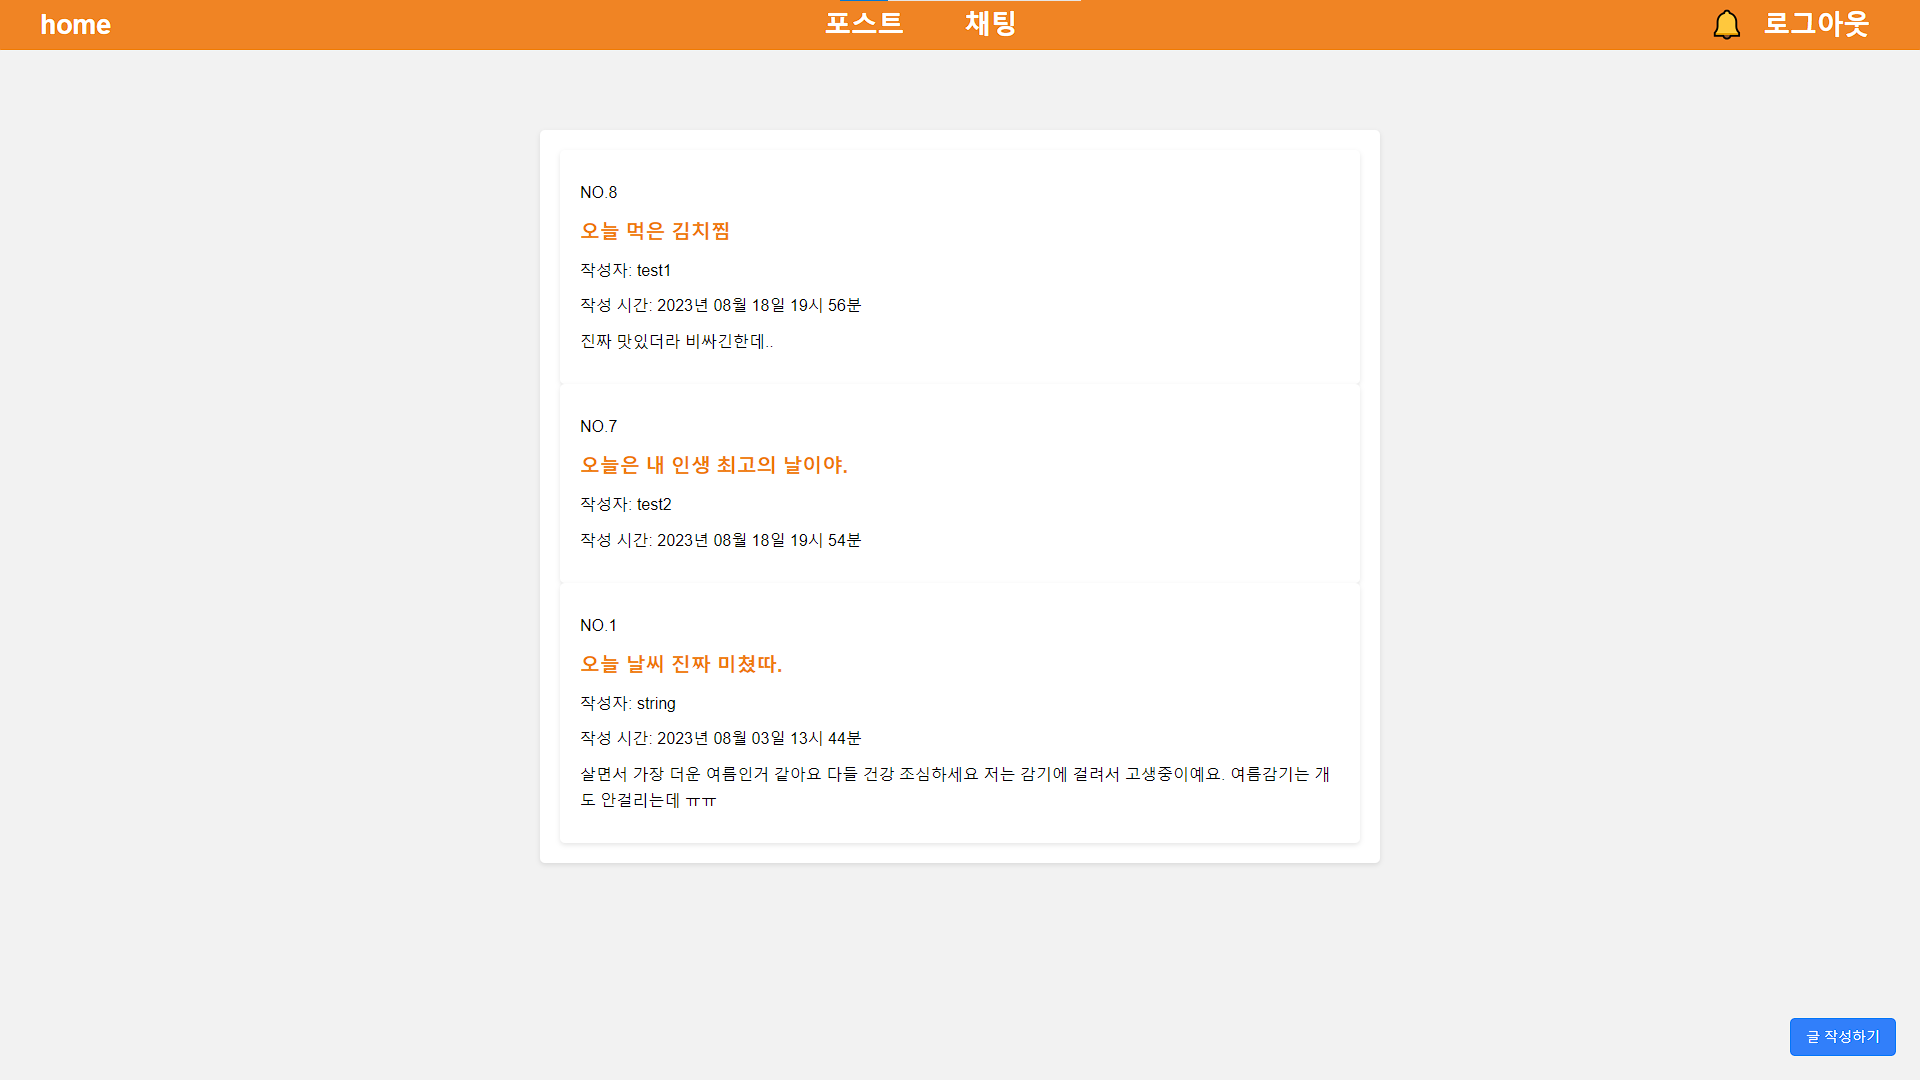 home
포스트
채팅
로그아웃
NO.8
오늘 먹은 김치찜
작성자: test1
작성 시간: 2023년 08월 18일 19시 56분
진짜 맛있더라 비싸긴한데..
NO.7
오늘은 내 인생 최고의 날이야.
작성자: test2
작성 시간: 2023년 08월 18일 19시 54분
NO.1
오늘 날씨 진짜 미쳤따.
작성자: string
작성 시간: 2023년 08월 03일 13시 44분
살면서 가장 더운 여름인거 같아요 다들 건강 조심하세요 저는 감기에 걸려서 고생중이예요. 여름감기는 개
도 안걸리는데 ㅠㅠ
글 작성하기